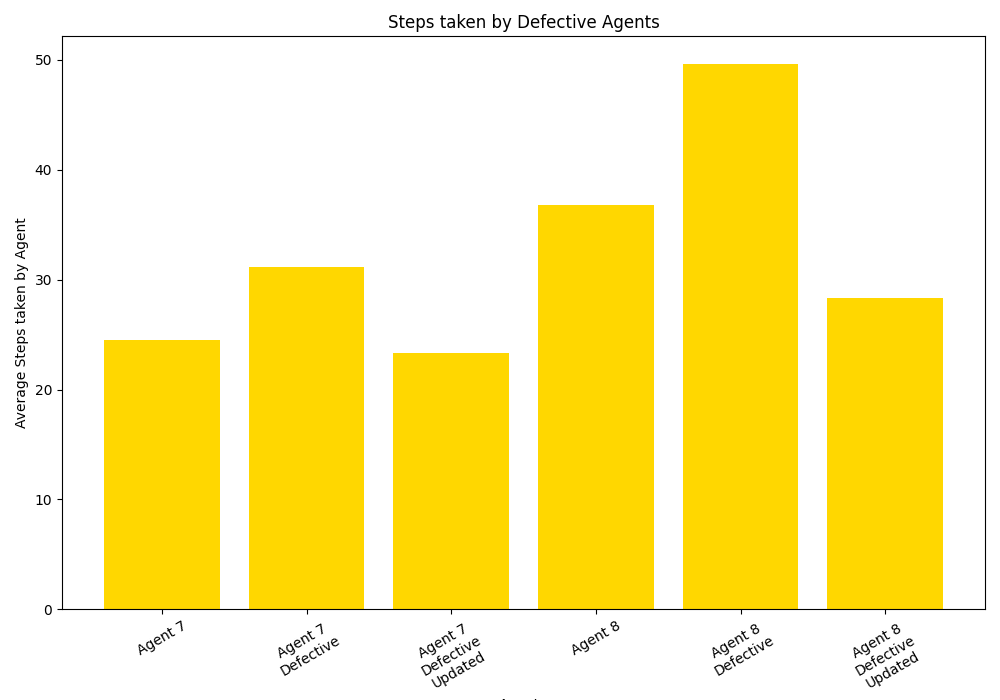 Steps taken by Defective Agents
Average Steps taken by Agent
50
40
30
20
10
0
Agent 7
Agent 7
Defective
Agent 7
Defective
Updated
Agent 8
Agent 8
Defective
Agent 8
Defective
Updated